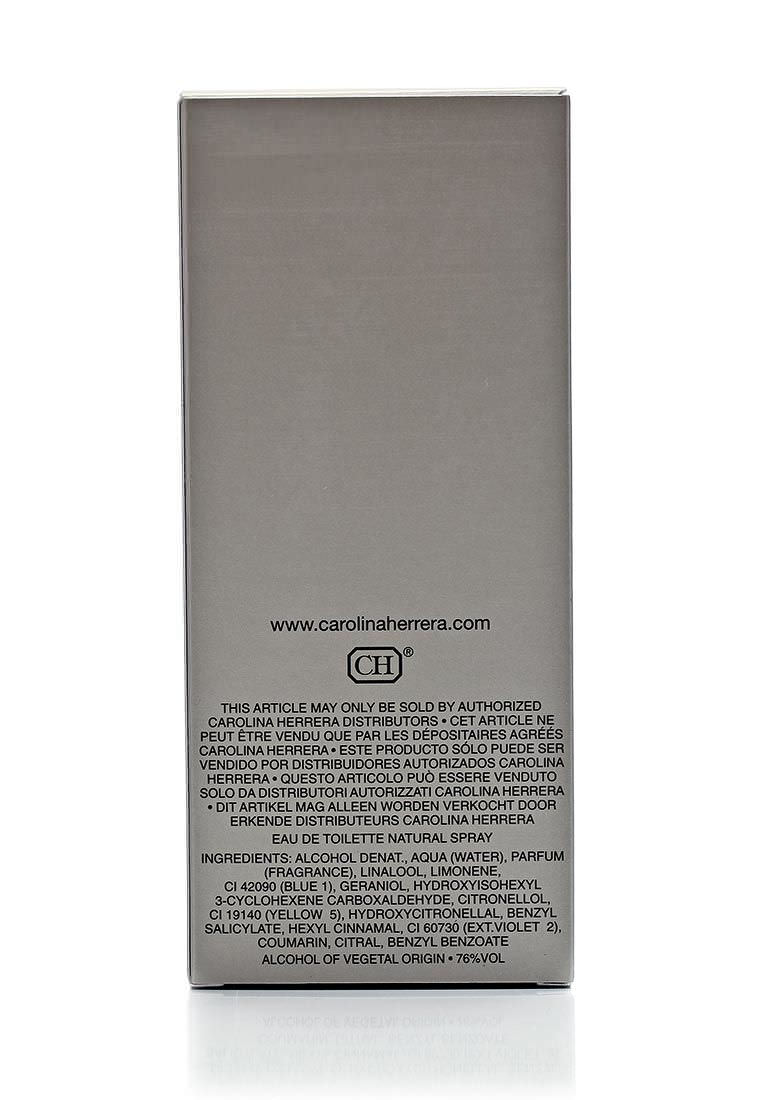 www.carolinaherrera.com
CH®
THIS ARTICLE MAY ONLY BE SOLD BY AUTHORIZED
CAROLINA HERRERA DISTRIBUTORS • CET ARTICLE NE
PEUT ÊTRE VENDU QUE PAR LES DÉPOSITAIRES AGRÉÉS
CAROLINA HERRERA • ESTE PRODUCTO SÓLO PUEDE SER
VENDIDO POR DISTRIBUIDORES AUTORIZADOS CAROLINA
HERRERA • QUESTO ARTICOLO PUÒ ESSERE VENDUTO
SOLO DA DISTRIBUTORI AUTORIZZATI CAROLINA HERRERA
• DIT ARTIKEL MAG ALLEEN WORDEN VERKOCHT DOOR
ERKENDE DISTRIBUTEURS CAROLINA HERRERA
EAU DE TOILETTE NATURAL SPRAY
INGREDIENTS: ALCOHOL DENAT., AQUA (WATER), PARFUM
(FRAGRANCE), LINALOOL, LIMONENE,
CI 42090 (BLUE 1), GERANIOL, HYDROXYISOHEXYL
3-CYCLOHEXENE CARBOXALDEHYDE, CITRONELLOL,
CI 19140 (YELLOW 5), HYDROXYCITRONELLAL, BENZYL
SALICYLATE, HEXYL CINNAMAL, CI 60730 (EXT.VIOLET 2),
COUMARIN, CITRAL, BENZYL BENZOATE
ALCOHOL OF VEGETAL ORIGIN • 76%VOL